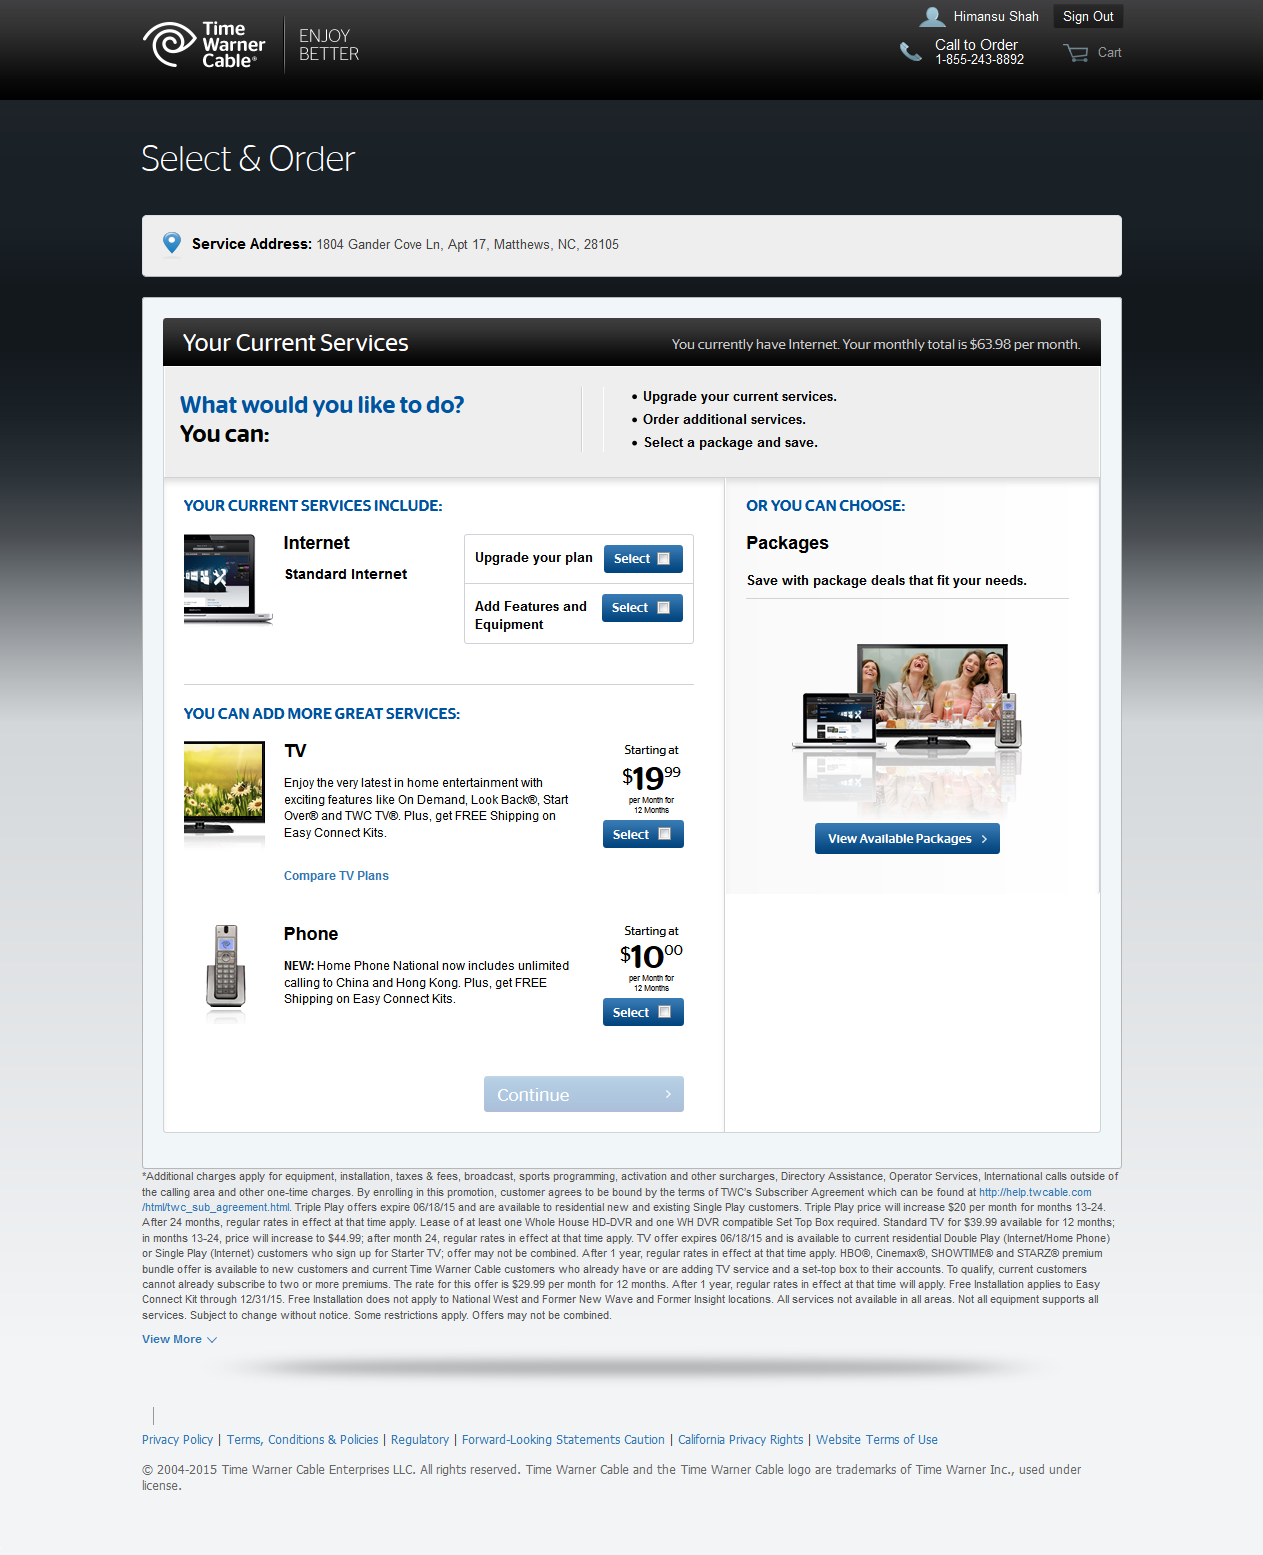 Time
Warner
Cable®
ENJOY
BETTER
Himansu Shah
Sign Out
Call to Order
1-855-243-8892
Cart
Select & Order
Service Address: 1804 Gander Cove Ln, Apt 17, Matthews, NC, 28105
Your Current Services
You currently have Internet. Your monthly total is $63.98 per month.
What would you like to do?
You can:
• Upgrade your current services.
• Order additional services.
• Select a package and save.
YOUR CURRENT SERVICES INCLUDE:
Internet
Standard Internet
Upgrade your plan
Select
Add Features and
Equipment
Select
YOU CAN ADD MORE GREAT SERVICES:
TV
Enjoy the very latest in home entertainment with
exciting features like On Demand, Look Back®, Start
Over® and TWC TV®. Plus, get FREE Shipping on
Easy Connect Kits.
Compare TV Plans
Starting at
$19.99
per Month for
12 Months
Select
Phone
NEW: Home Phone National now includes unlimited
calling to China and Hong Kong. Plus, get FREE
Shipping on Easy Connect Kits.
Starting at
$10.00
per Month for
12 Months
Select
Continue
OR YOU CAN CHOOSE:
Packages
Save with package deals that fit your needs.
View Available Packages
*Additional charges apply for equipment, installation, taxes & fees, broadcast, sports programming, activation and other surcharges, Directory Assistance, Operator Services, International calls outside of
the calling area and other one-time charges. By enrolling in this promotion, customer agrees to be bound by the terms of TWC's Subscriber Agreement which can be found at http://help.twcable.com
/html/twc_sub_agreement.html. Triple Play offers expire 06/18/15 and are available to residential new and existing Single Play customers. Triple Play price will increase $20 per month for months 13-24.
After 24 months, regular rates in effect at that time apply. Lease of at least one Whole House HD-DVR and one WH DVR compatible Set Top Box required. Standard TV for $39.99 available for 12 months;
in months 13-24, price will increase to $44.99; after month 24, regular rates in effect at that time apply. TV offer expires 06/18/15 and is available to current residential Double Play (Internet/Home Phone)
or Single Play (Internet) customers who sign up for Starter TV; offer may not be combined. After 1 year, regular rates in effect at that time apply. HBO®, Cinemax®, SHOWTIME® and STARZ® premium
bundle offer is available to new customers and current Time Warner Cable customers who already have or are adding TV service and a set-top box to their accounts. To qualify, current customers
cannot already subscribe to two or more premiums. The rate for this offer is $29.99 per month for 12 months. After 1 year, regular rates in effect at that time will apply. Free Installation applies to Easy
Connect Kit through 12/31/15. Free Installation does not apply to National West and Former New Wave and Former Insight locations. All services not available in all areas. Not all equipment supports all
services. Subject to change without notice. Some restrictions apply. Offers may not be combined.
View More
Privacy Policy | Terms, Conditions & Policies | Regulatory | Forward-Looking Statements Caution | California Privacy Rights | Website Terms of Use
© 2004-2015 Time Warner Cable Enterprises LLC. All rights reserved. Time Warner Cable and the Time Warner Cable logo are trademarks of Time Warner Inc., used under
license.